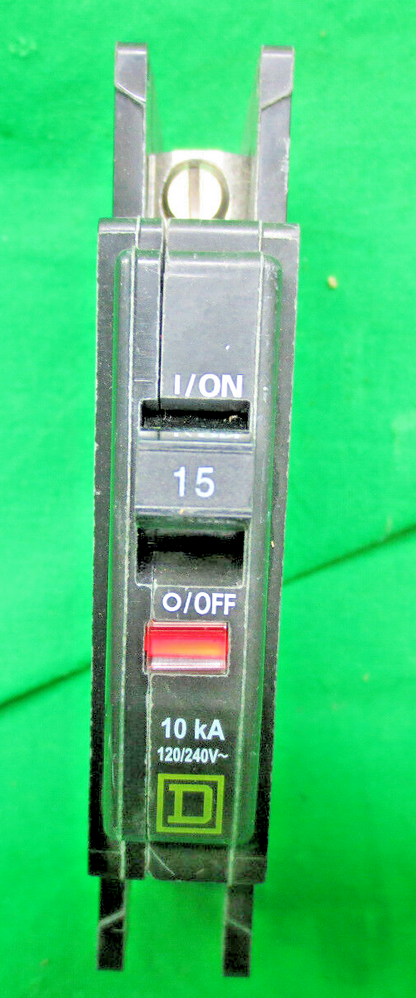 I/ON
15
O/OFF
10 kA
120/240V~
D